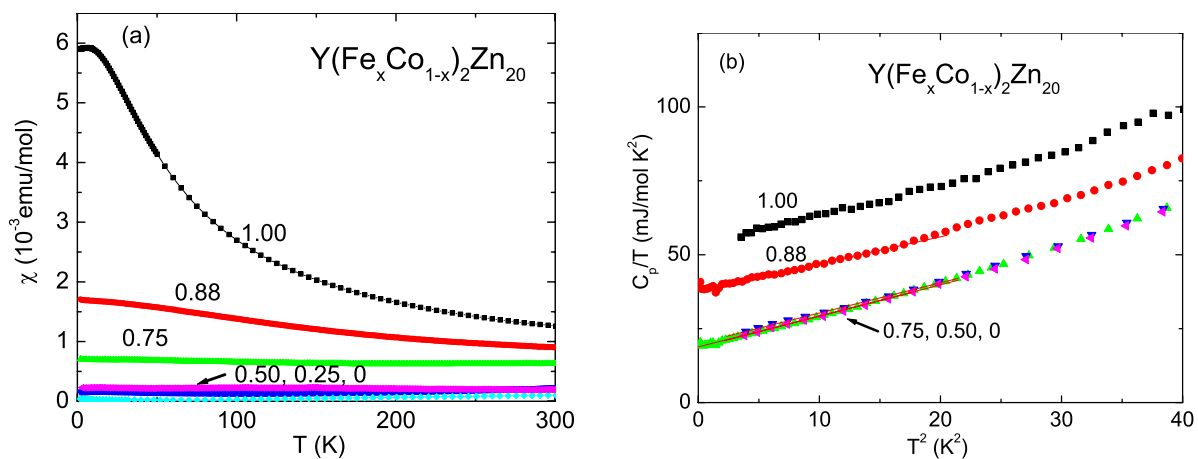 (a)
Y(FeₓCo₁₋ₓ)₂Zn₂₀
6
5
4
3
2
1
0
χ (10⁻³emu/mol)
1.00
0.88
0.75
0.50, 0.25, 0
0 100 200 300
T (K)
(b)
Y(FeₓCo₁₋ₓ)₂Zn₂₀
100
50
0
Cₚ/T (mJ/mol K²)
1.00
0.88
0.75, 0.50, 0
0 10 20 30 40
T² (K²)